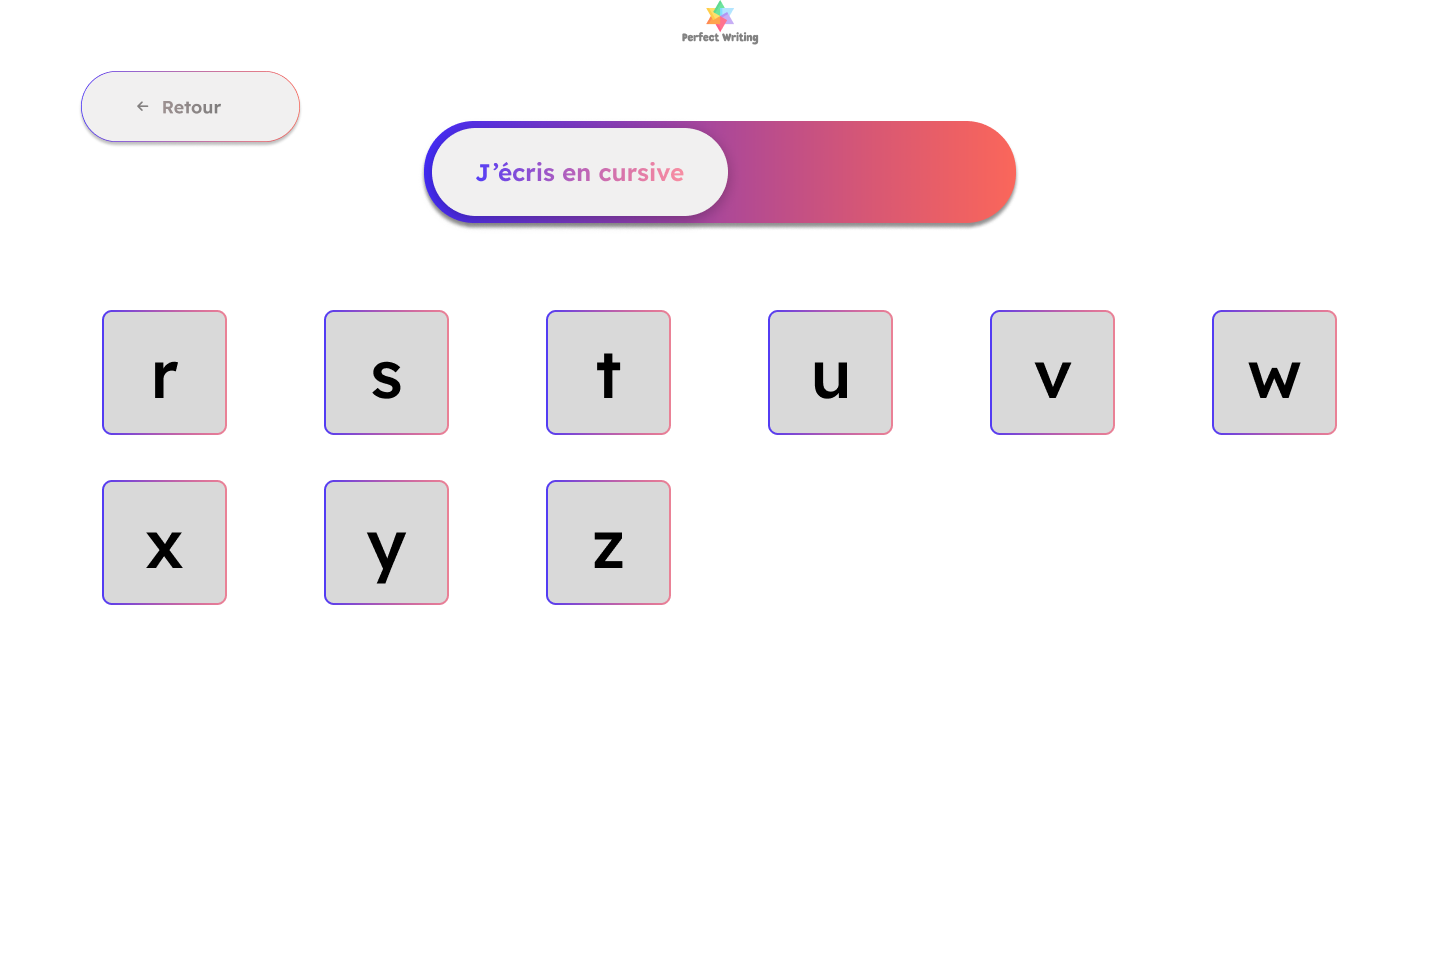 Perfect Writing
← Retour
J’écris en cursive
r s t u v w
x y z